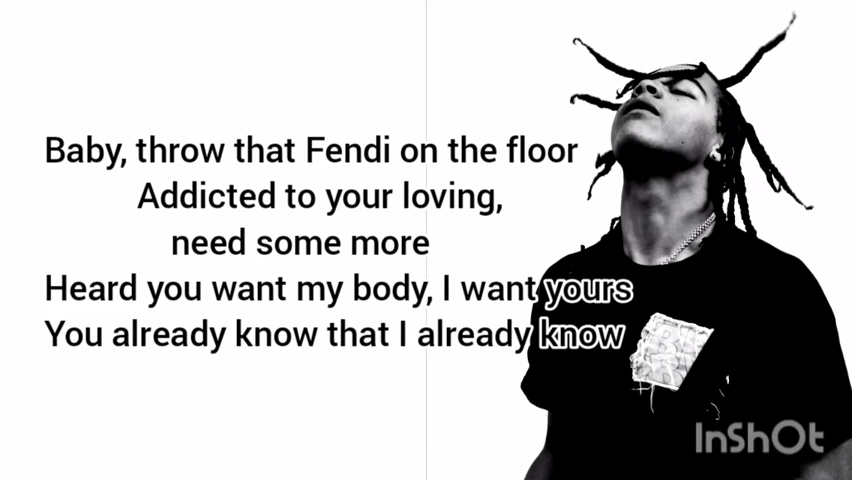 Baby, throw that Fendi on the floor
Addicted to your loving,
need some more
Heard you want my body, I want yours
You already know that I already know
InShOt